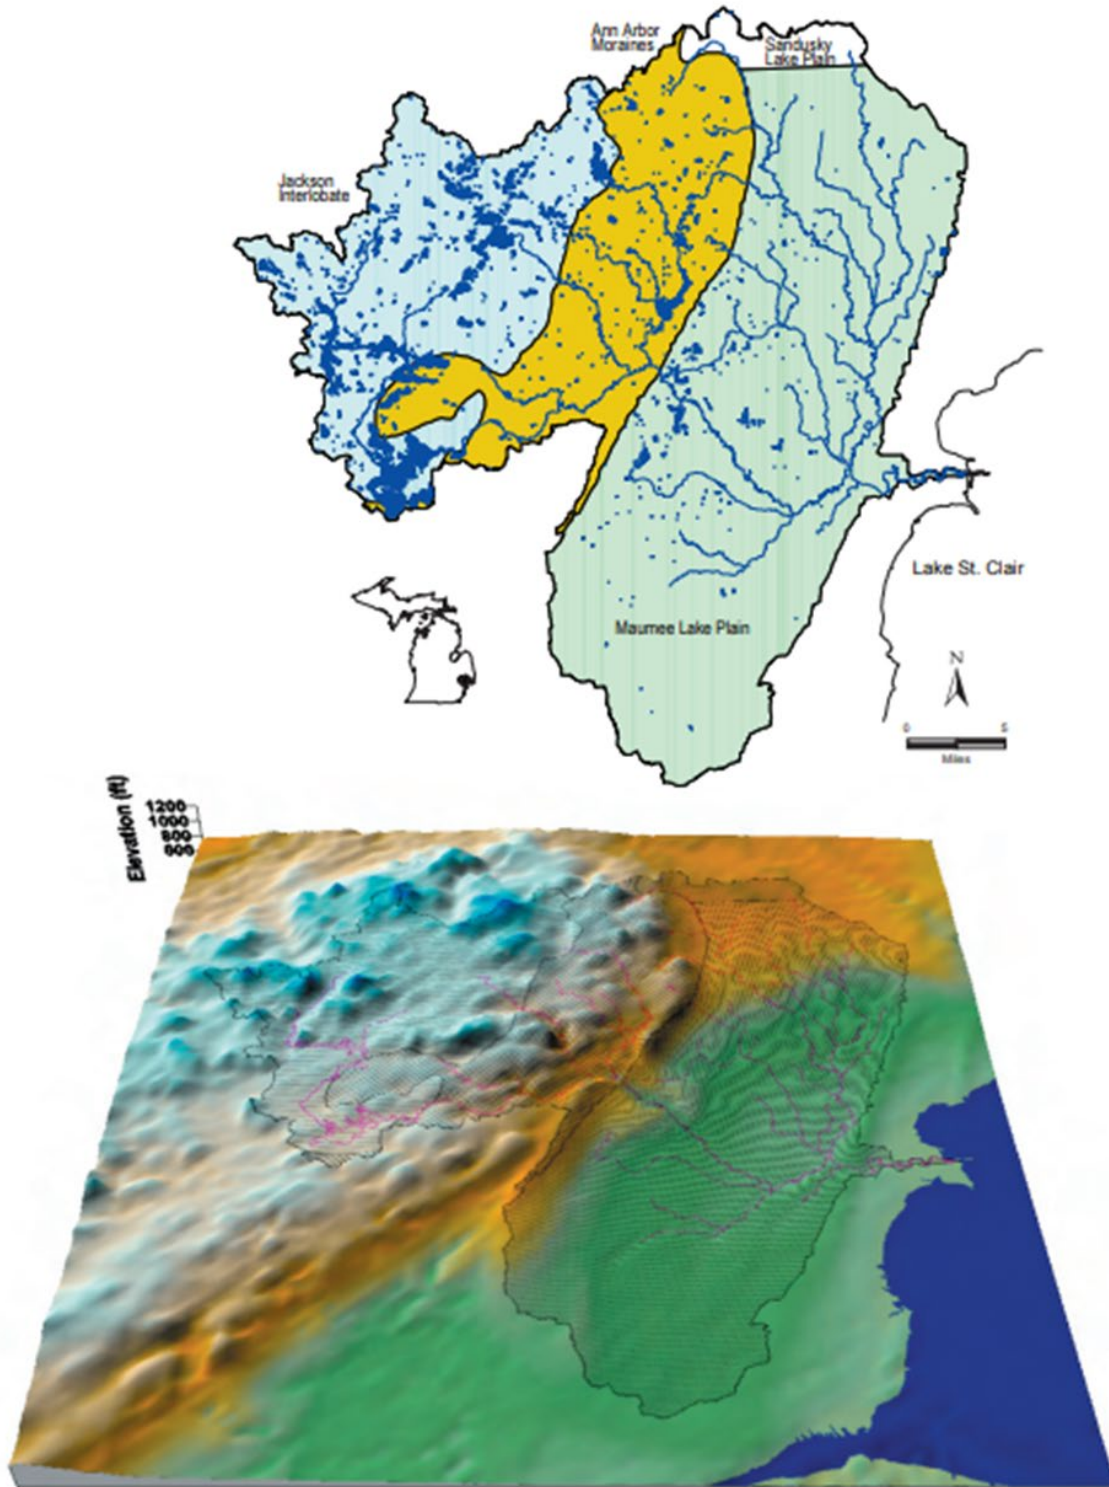 Ann Arbor
Moraines
Sandusky
Lake Plain
Jackson
Interlobate
Lake St. Clair
Maumee Lake Plain
N
0 5
Miles
Elevation (ft)
1200
1000
800
600